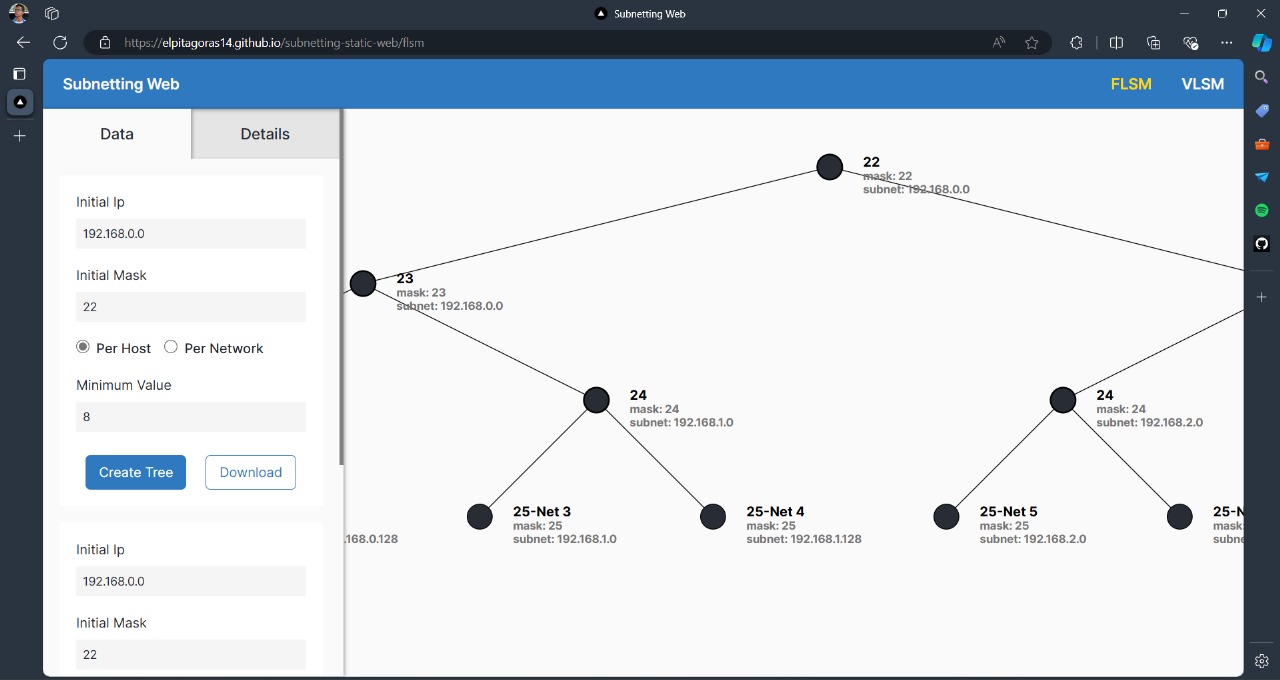 Subnetting Web
https://elpitagoras14.github.io/subnetting-static-web/flsm
Subnetting Web
FLSM
VLSM
Data
Details
Initial Ip
192.168.0.0
Initial Mask
22
Per Host
Per Network
Minimum Value
8
Create Tree
Download
Initial Ip
192.168.0.0
Initial Mask
22
22
mask: 22
subnet: 192.168.0.0
23
mask: 23
subnet: 192.168.0.0
24
mask: 24
subnet: 192.168.1.0
24
mask: 24
subnet: 192.168.2.0
.168.0.128
25-Net 3
mask: 25
subnet: 192.168.1.0
25-Net 4
mask: 25
subnet: 192.168.1.128
25-Net 5
mask: 25
subnet: 192.168.2.0
25-N
mask:
subne